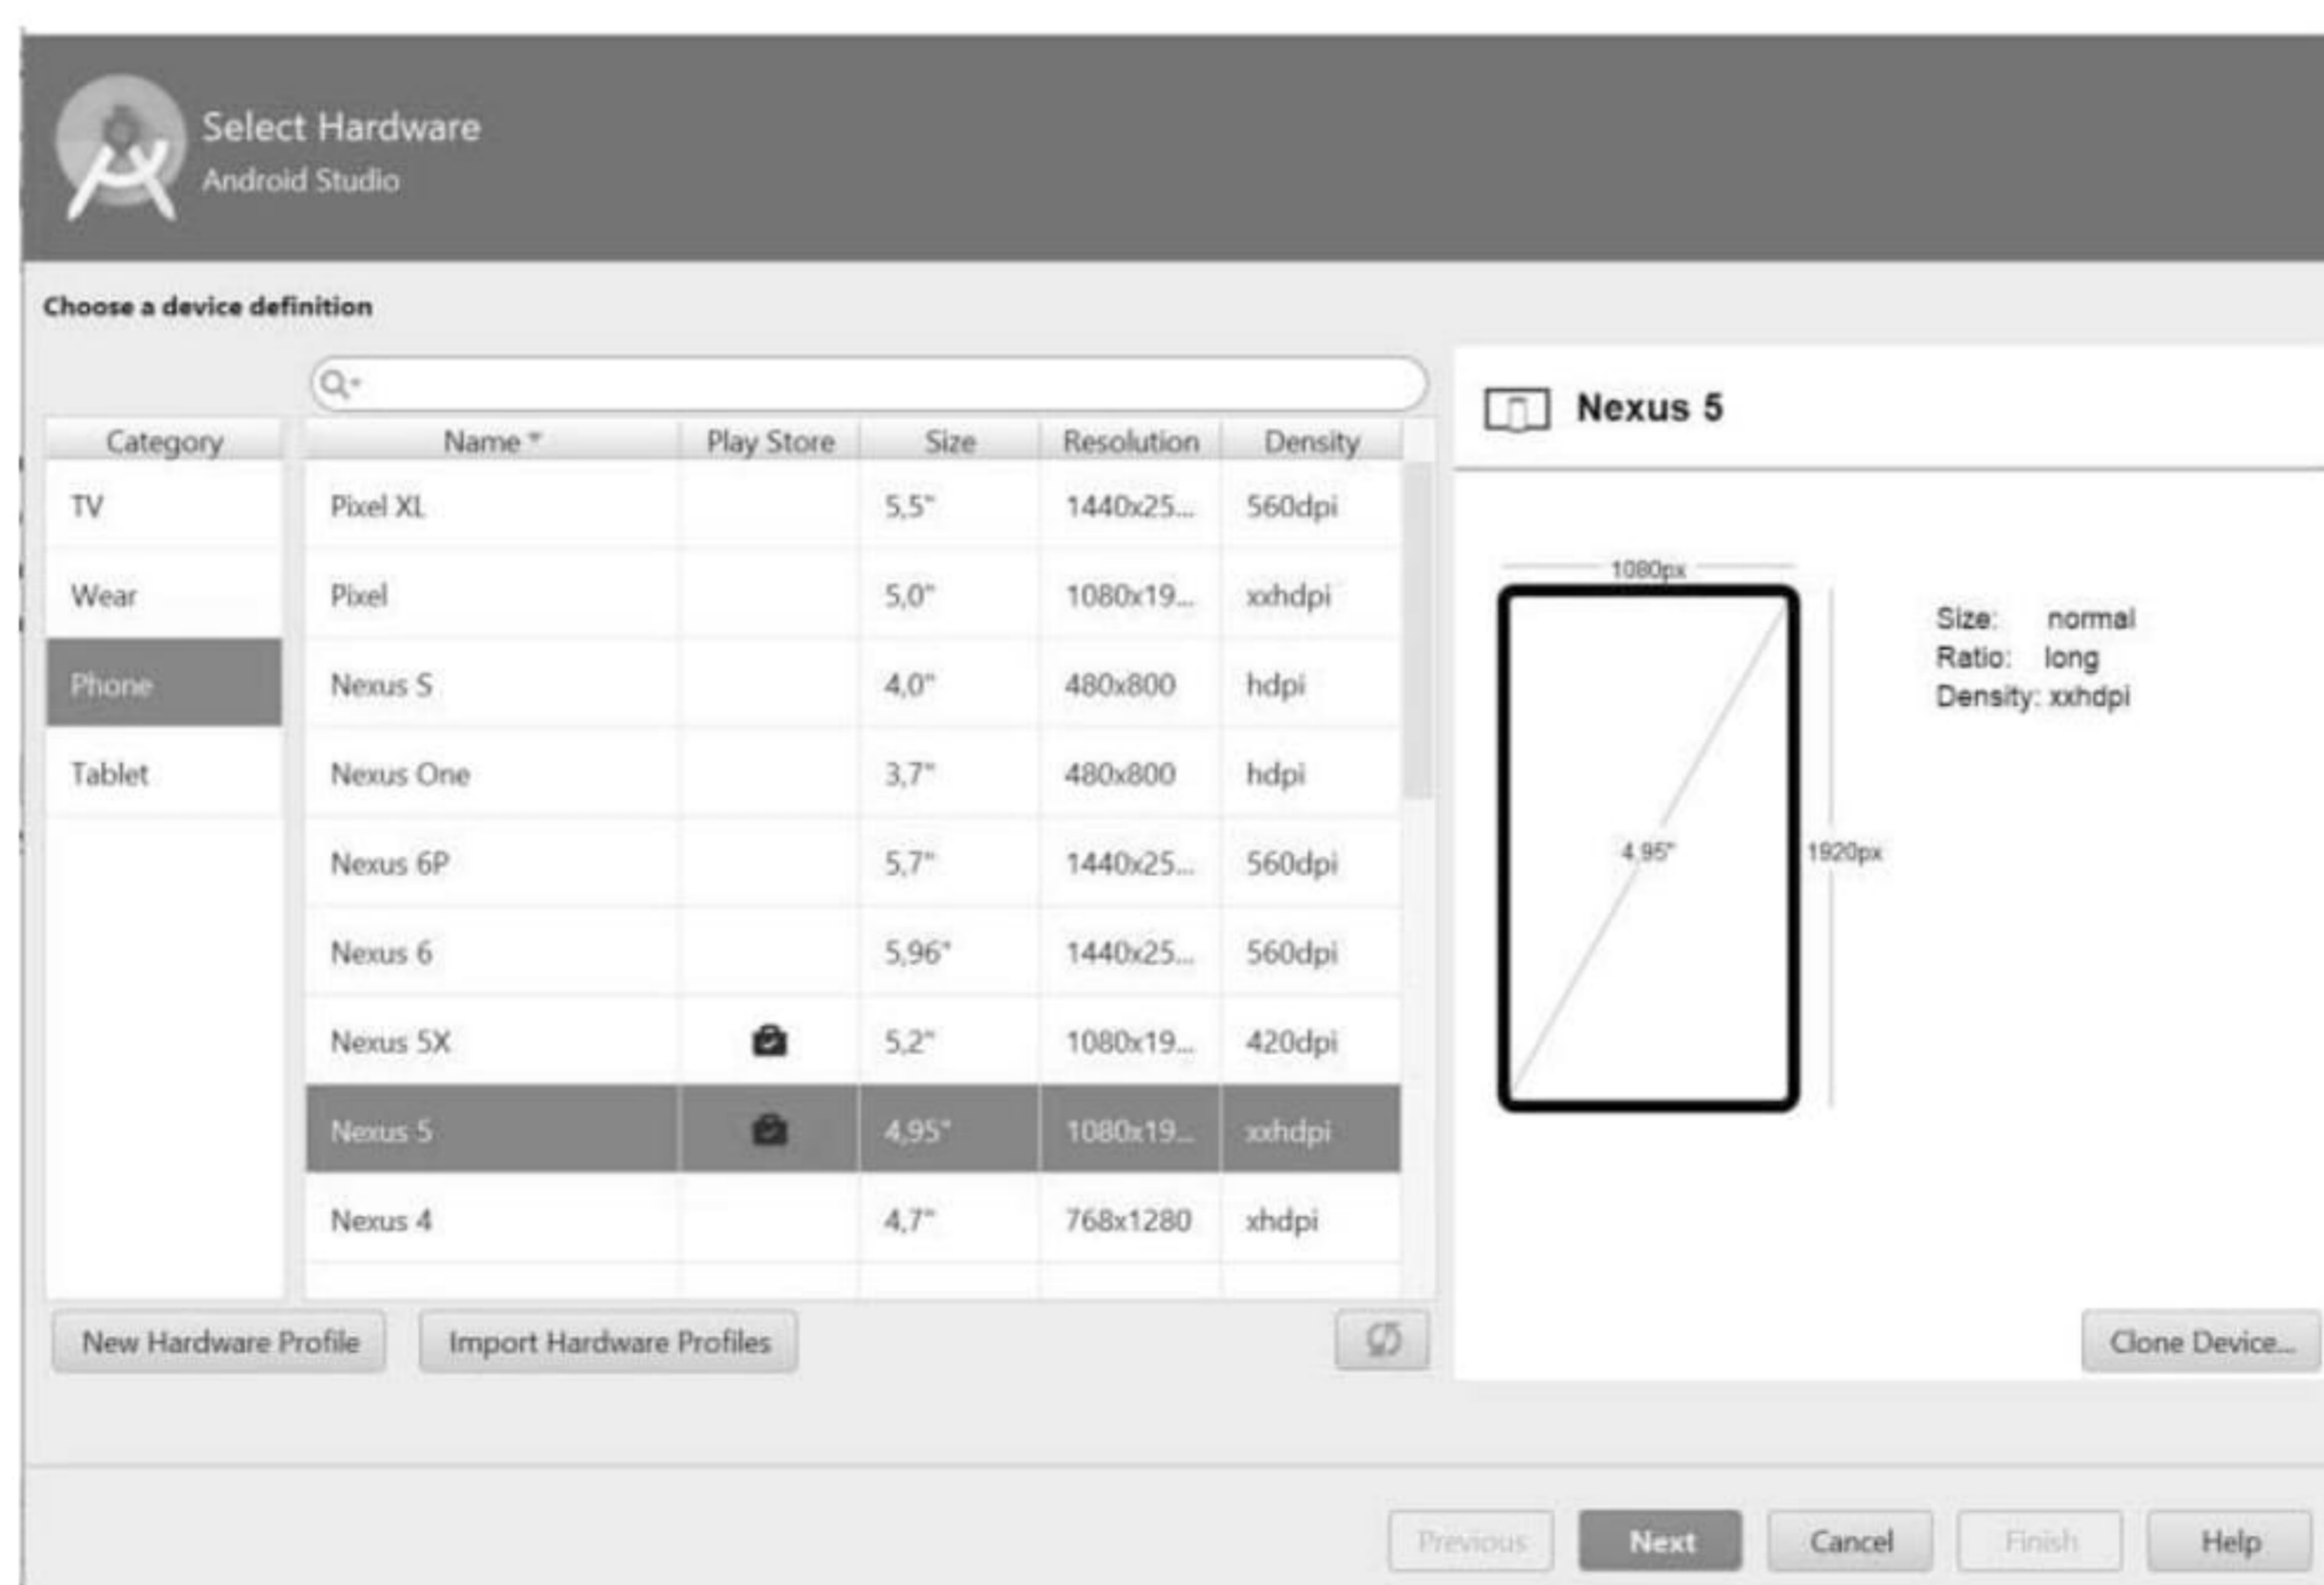 Select Hardware
Android Studio
Choose a device definition
Category
TV
Wear
Phone
Tablet
Name Play Store Size Resolution Density
Pixel XL 5,5" 1440x25... 560dpi
Pixel 5,0" 1080x19... xxhdpi
Nexus S 4,0" 480x800 hdpi
Nexus One 3,7" 480x800 hdpi
Nexus 6P 5,7" 1440x25... 560dpi
Nexus 6 5,96" 1440x25... 560dpi
Nexus 5X 5,2" 1080x19... 420dpi
Nexus 5 4,95" 1080x19... xxhdpi
Nexus 4 4,7" 768x1280 xhdpi
New Hardware Profile Import Hardware Profiles
Nexus 5
1080px
4,95"
1920px
Size: normal
Ratio: long
Density: xxhdpi
Clone Device...
Previous Next Cancel Finish Help